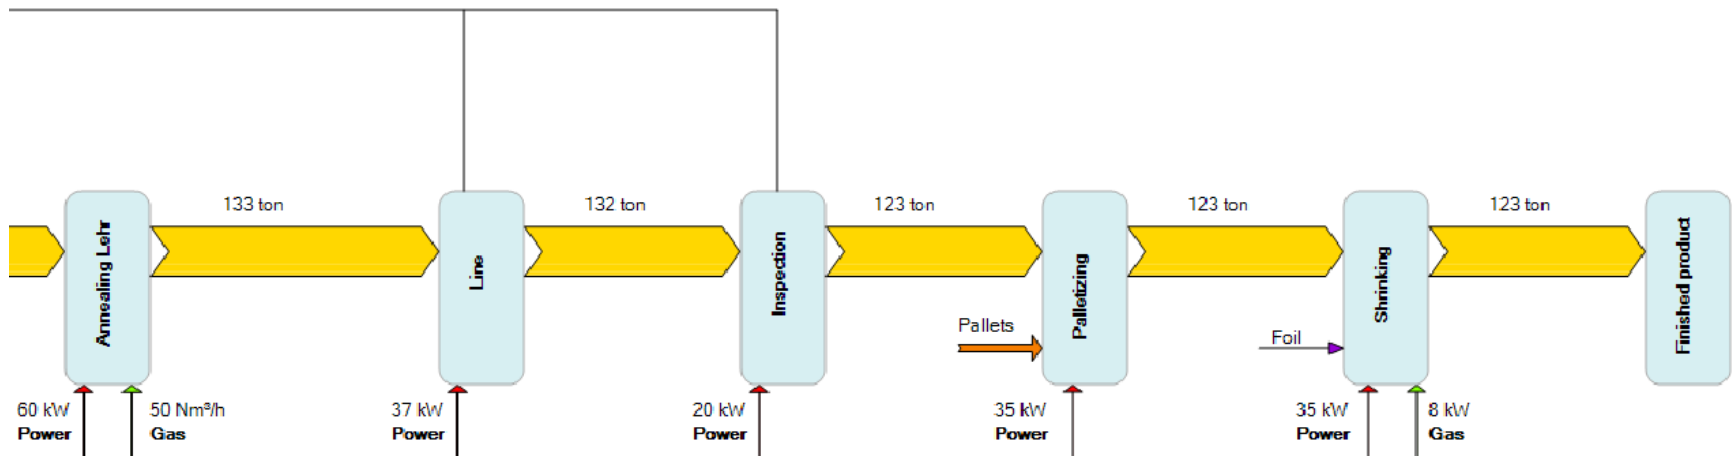 133 ton
132 ton
123 ton
123 ton
123 ton
Annealing Lehr
Line
Inspection
Palletizing
Shrinking
Finished product
Pallets
Foil
60 kW
Power
50 Nm³/h
Gas
37 kW
Power
20 kW
Power
35 kW
Power
35 kW
Power
8 kW
Gas